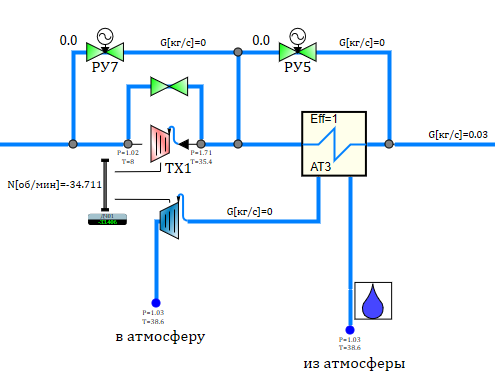 0.0
G[кг/с]=0
РУ7
0.0
G[кг/с]=0
РУ5
Eff=1
АТ3
G[кг/с]=0.03
P=1.02
T=8
P=1.71
T=35.4
ТХ1
N[об/мин]=-34.711
G[кг/с]=0
P=1.03
T=38.6
в атмосферу
P=1.03
T=38.6
из атмосферы